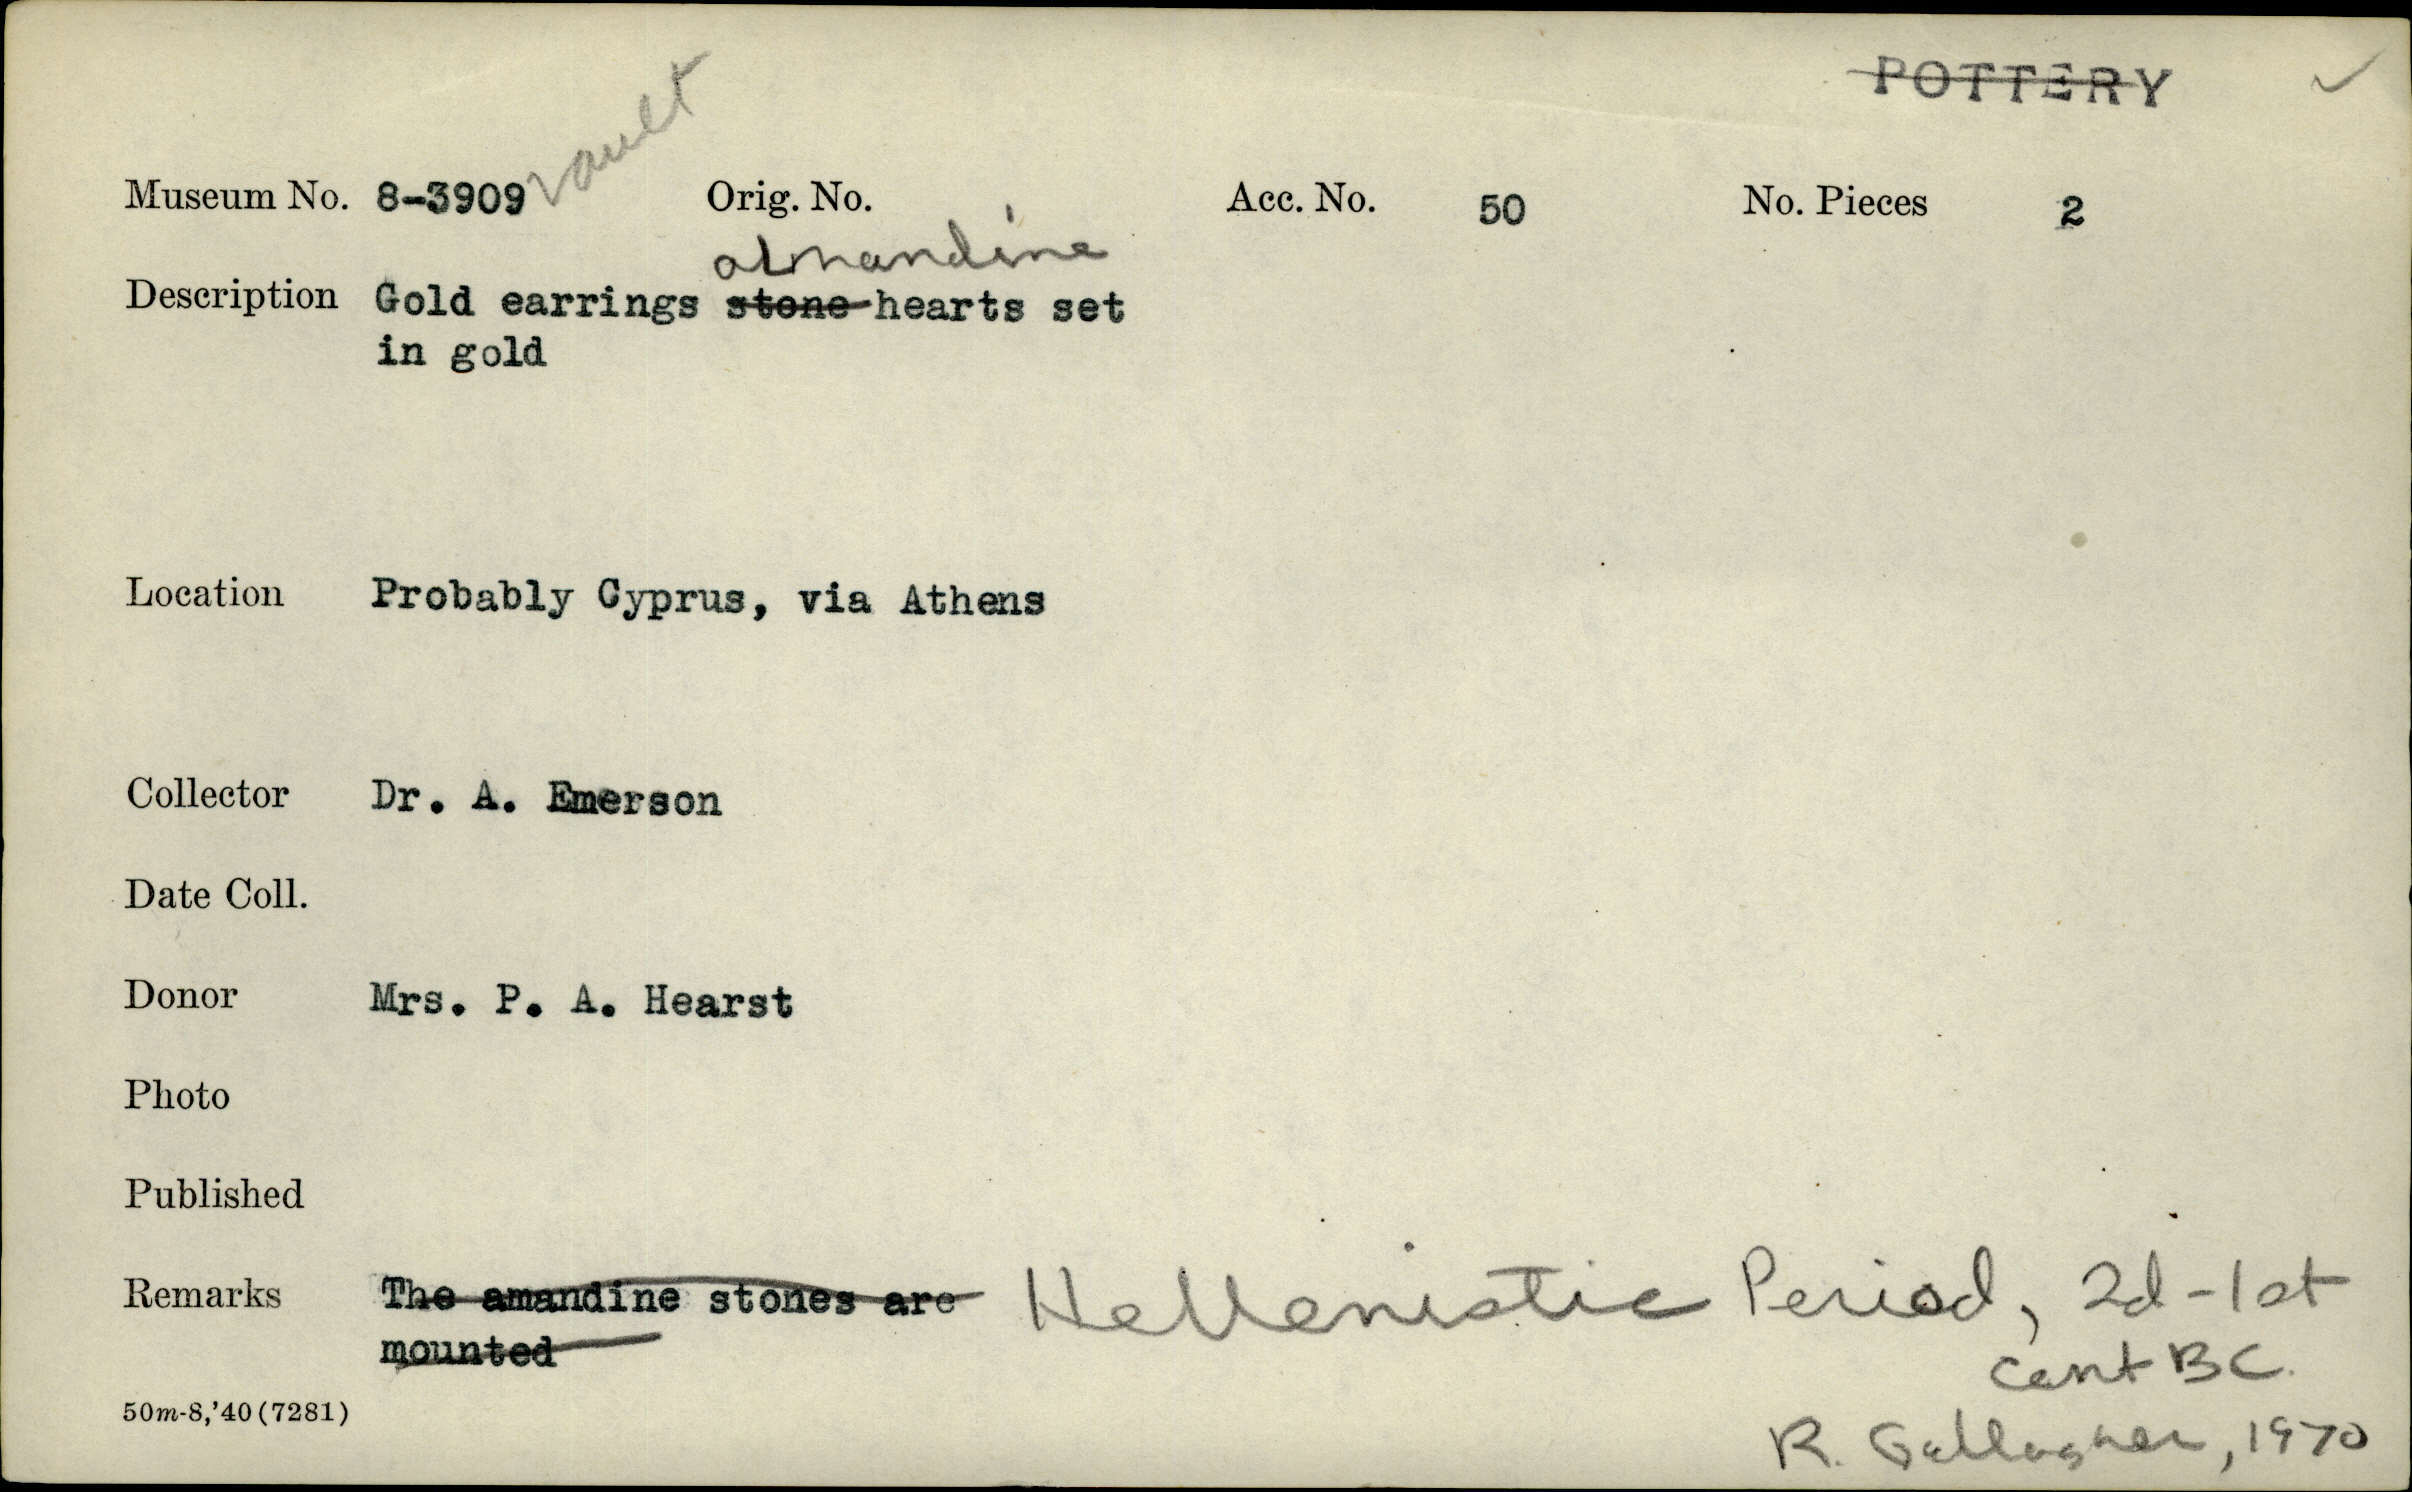 POTTERY ✓
vault
Museum No. 8-3909 Orig. No. Acc. No. 50 No. Pieces 2
almandine
Description Gold earrings stone hearts set
in gold
Location Probably Cyprus, via Athens
Collector Dr. A. Emerson
Date Coll.
Donor Mrs. P. A. Hearst
Photo
Published
Remarks The amandine stones are Hellenistic Period, 2d-1st
mounted cent BC.
50m-8,'40(7281)
R. Gallagher, 1970